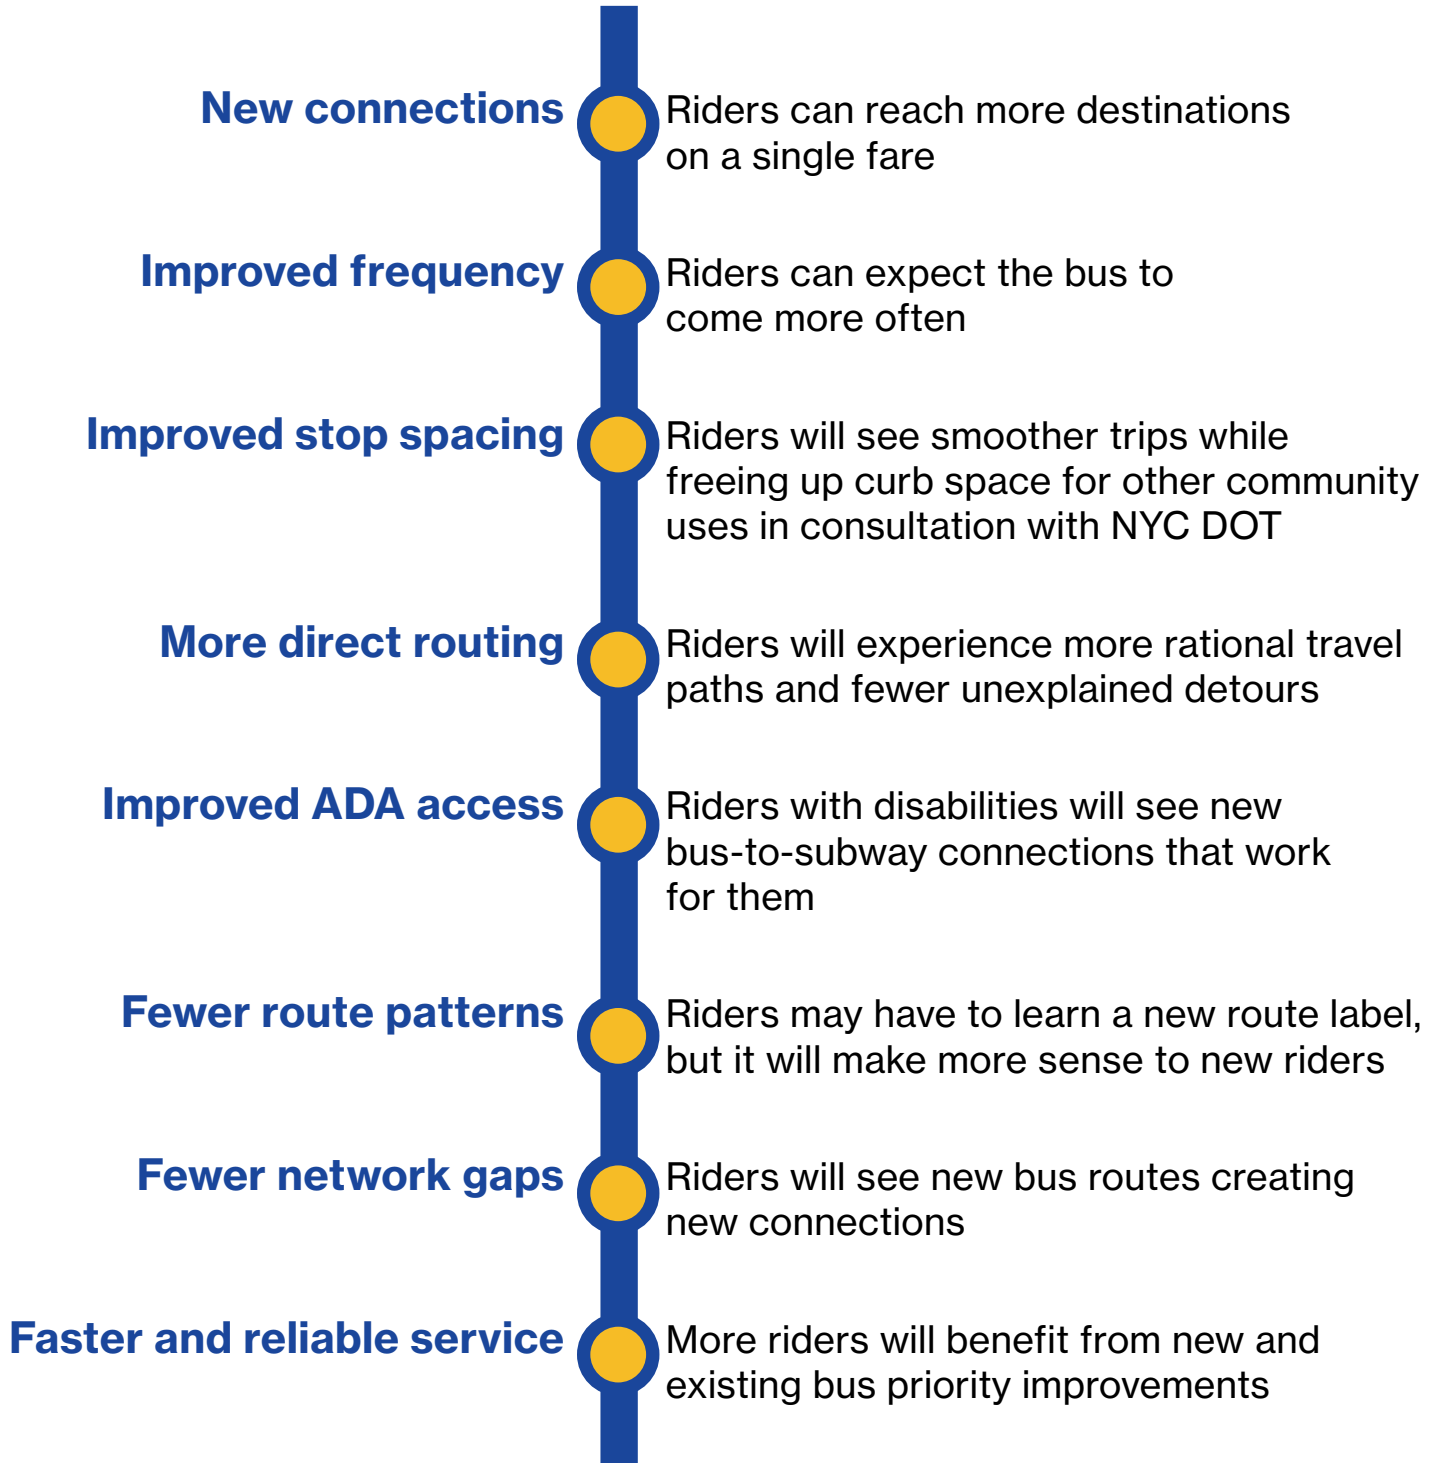 New connections
Riders can reach more destinations
on a single fare
Improved frequency
Riders can expect the bus to
come more often
Improved stop spacing
Riders will see smoother trips while
freeing up curb space for other community
uses in consultation with NYC DOT
More direct routing
Riders will experience more rational travel
paths and fewer unexplained detours
Improved ADA access
Riders with disabilities will see new
bus-to-subway connections that work
for them
Fewer route patterns
Riders may have to learn a new route label,
but it will make more sense to new riders
Fewer network gaps
Riders will see new bus routes creating
new connections
Faster and reliable service
More riders will benefit from new and
existing bus priority improvements